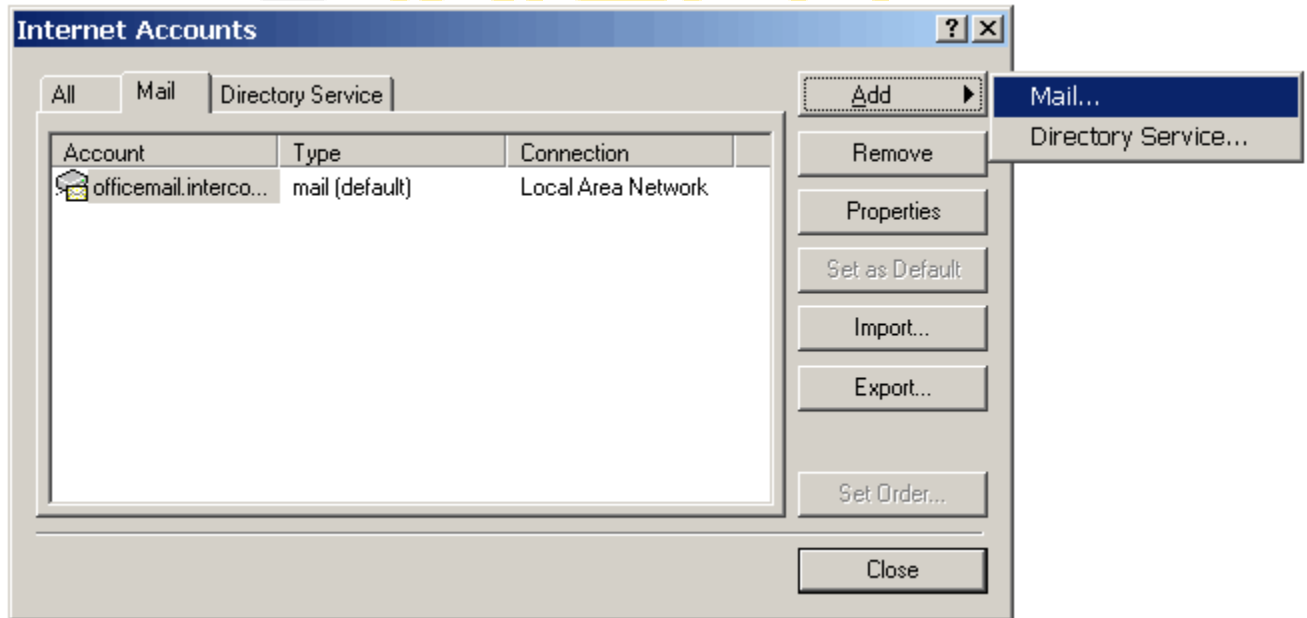 Internet Accounts
All Mail Directory Service
Account Type Connection
officemail.interco... mail (default) Local Area Network
Add
Mail...
Directory Service...
Remove
Properties
Set as Default
Import...
Export...
Set Order...
Close